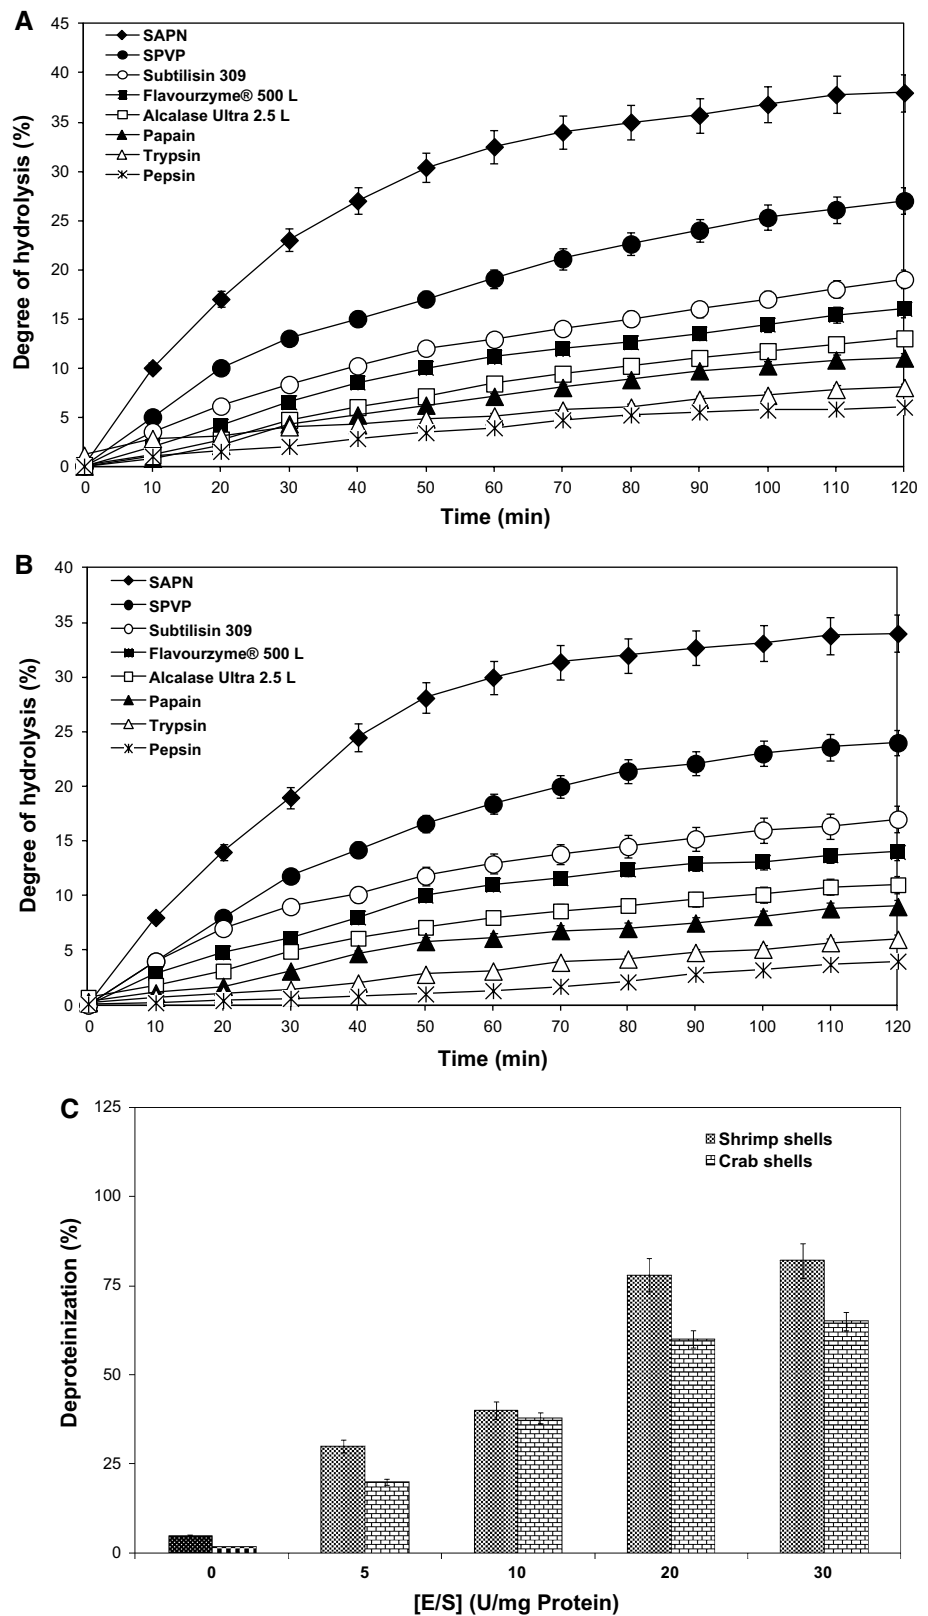 A
45
40
35
30
25
20
15
10
5
0
Degree of hydrolysis (%)
SAPN
SPVP
Subtilisin 309
Flavourzyme® 500 L
Alcalase Ultra 2.5 L
Papain
Trypsin
Pepsin
0 10 20 30 40 50 60 70 80 90 100 110 120
Time (min)
B
40
35
30
25
20
15
10
5
0
Degree of hydrolysis (%)
SAPN
SPVP
Subtilisin 309
Flavourzyme® 500 L
Alcalase Ultra 2.5 L
Papain
Trypsin
Pepsin
0 10 20 30 40 50 60 70 80 90 100 110 120
Time (min)
C
125
100
75
50
25
0
Deproteinization (%)
Shrimp shells
Crab shells
0 5 10 20 30
[E/S] (U/mg Protein)